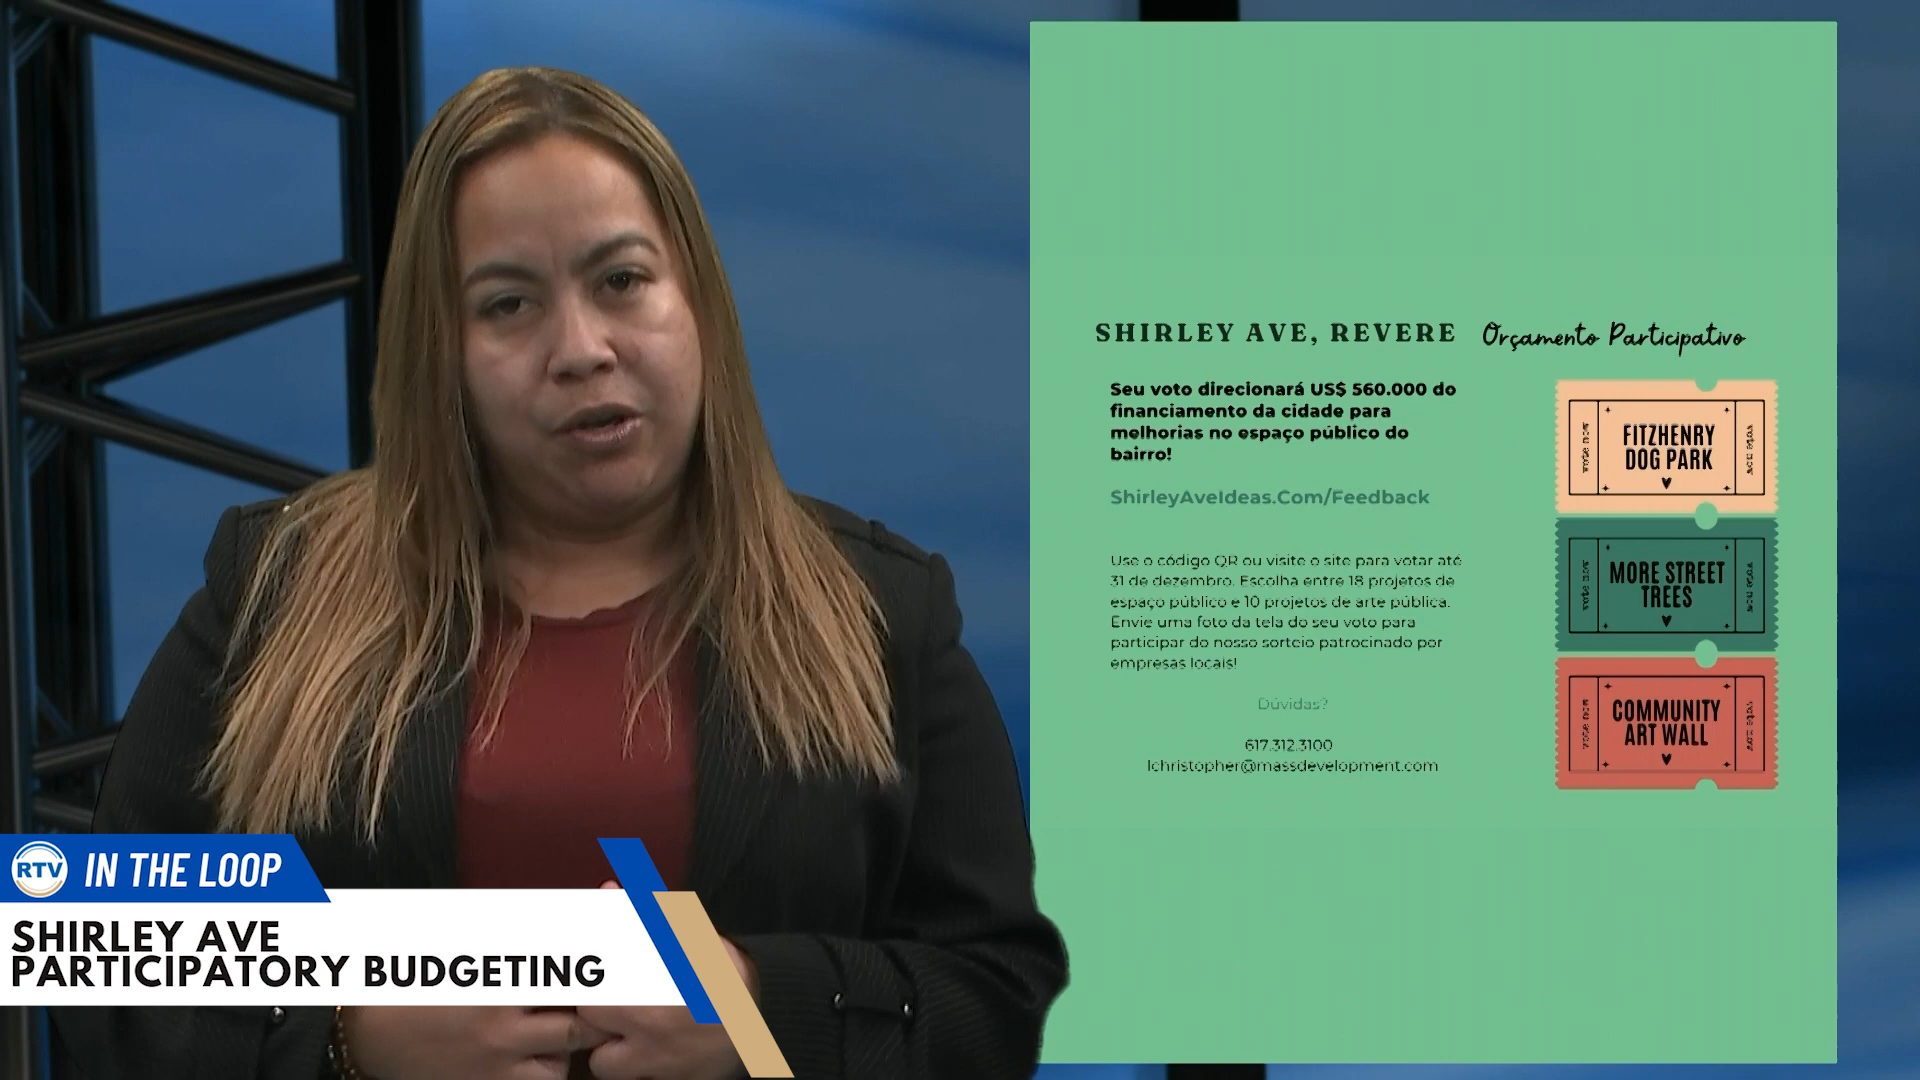 SHIRLEY AVE, REVERE Orçamento Participativo
Seu voto direcionará US$ 560.000 do
financiamento da cidade para
melhorias no espaço público do
bairro!
ShirleyAveIdeas.Com/Feedback
Use o código QR ou visite o site para votar até
31 de dezembro. Escolha entre 18 projetos de
espaço público e 10 projetos de arte pública.
Envie uma foto da tela do seu voto para
participar do nosso sorteio patrocinado por
empresas locais!
Dúvidas?
617.312.3100
lchristopher@massdevelopment.com
FITZHENRY
DOG PARK
MORE STREET
TREES
COMMUNITY
ART WALL
RTV IN THE LOOP
SHIRLEY AVE
PARTICIPATORY BUDGETING